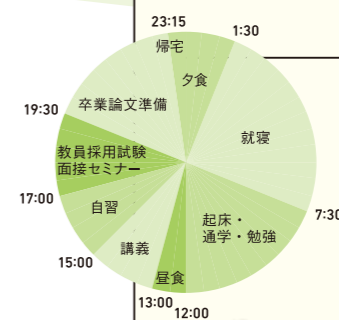 23:15
1:30
帰宅
夕食
19:30
卒業論文準備
就寝
教員採用試験
面接セミナー
17:00
自習
7:30
起床・
通学・勉強
講義
15:00
昼食
13:00
12:00